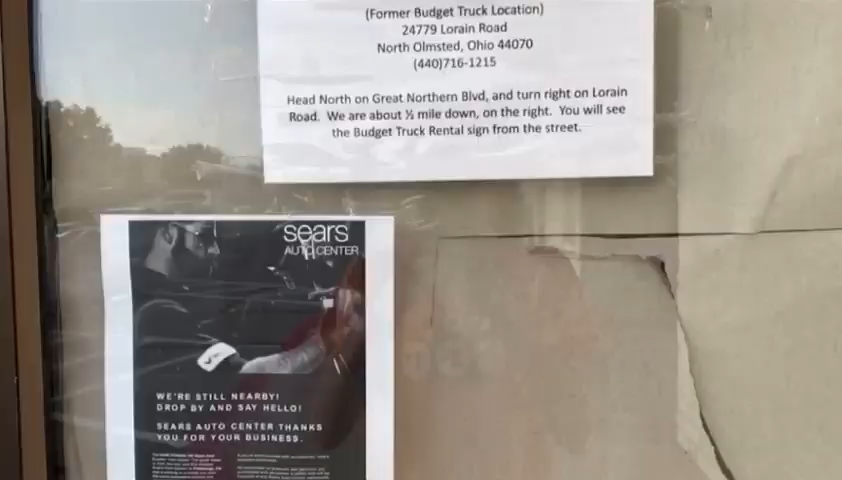 (Former Budget Truck Location)
24779 Lorain Road
North Olmsted, Ohio 44070
(440)716-1215
Head North on Great Northern Blvd, and turn right on Lorain
Road. We are about ½ mile down, on the right. You will see
the Budget Truck Rental sign from the street.
sears
AUTO CENTER
WE'RE STILL NEARBY!
DROP BY AND SAY HELLO!
SEARS AUTO CENTER THANKS
YOU FOR YOUR BUSINESS.